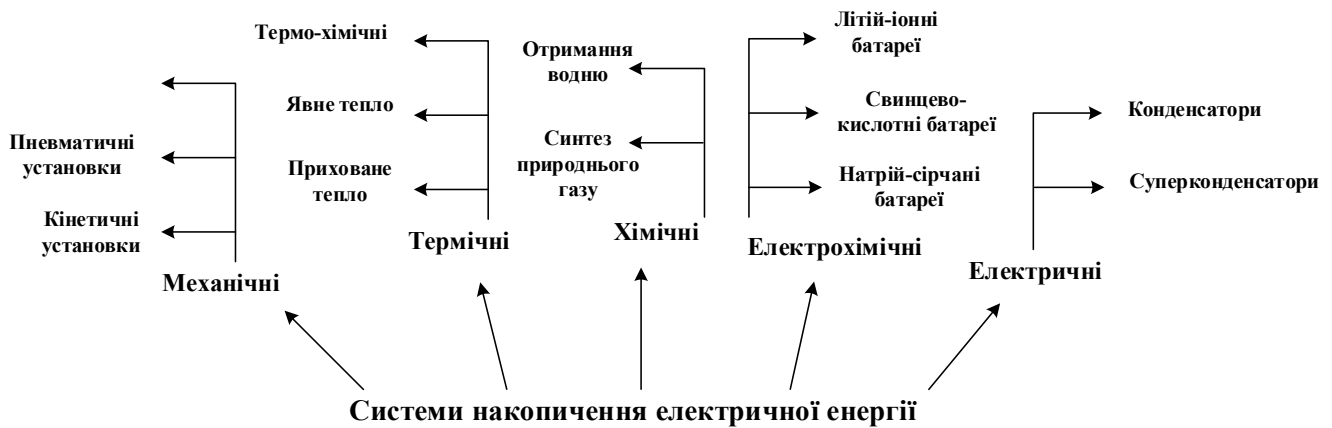 Термо-хімічні
Явне тепло
Приховане
тепло
Термічні
Пневматичні
установки
Кінетичні
установки
Механічні
Отримання
водню
Синтез
природнього
газу
Хімічні
Літій-іонні
батареї
Свинцево-
кислотні батареї
Натрій-сірчані
батареї
Електрохімічні
Конденсатори
Суперконденсатори
Електричні
Системи накопичення електричної енергії